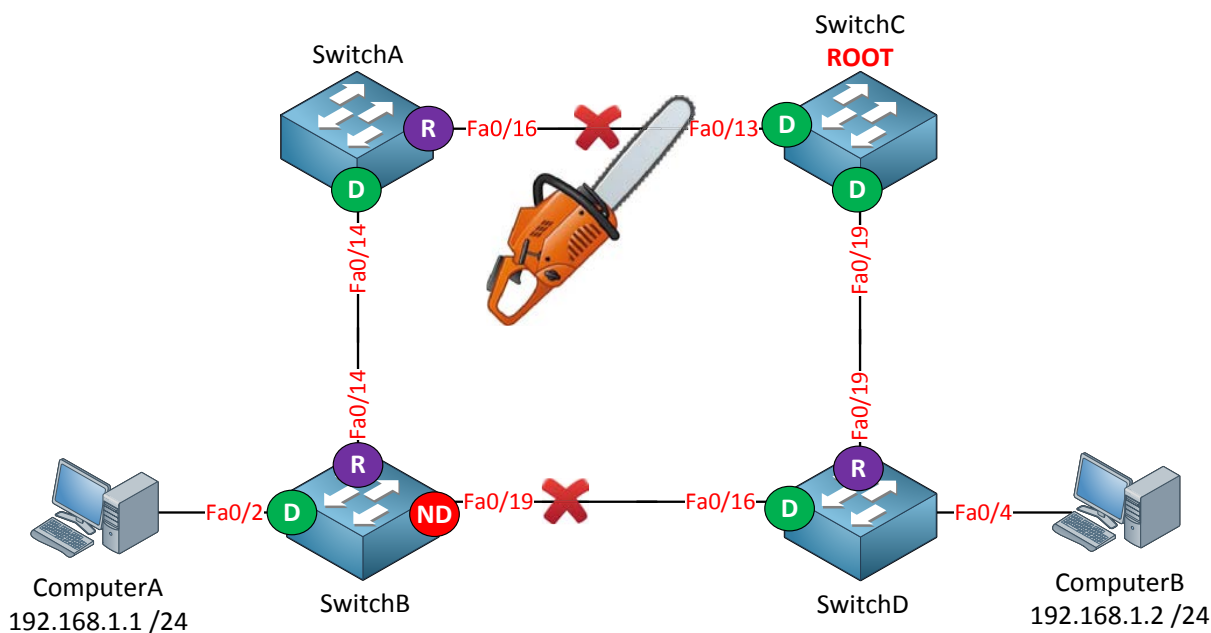 SwitchA
SwitchC
ROOT
R
Fa0/16
Fa0/13
D
D
D
Fa0/14
Fa0/19
Fa0/14
Fa0/19
R
R
Fa0/2
D
ND
Fa0/19
Fa0/16
D
Fa0/4
ComputerA
192.168.1.1 /24
SwitchB
SwitchD
ComputerB
192.168.1.2 /24